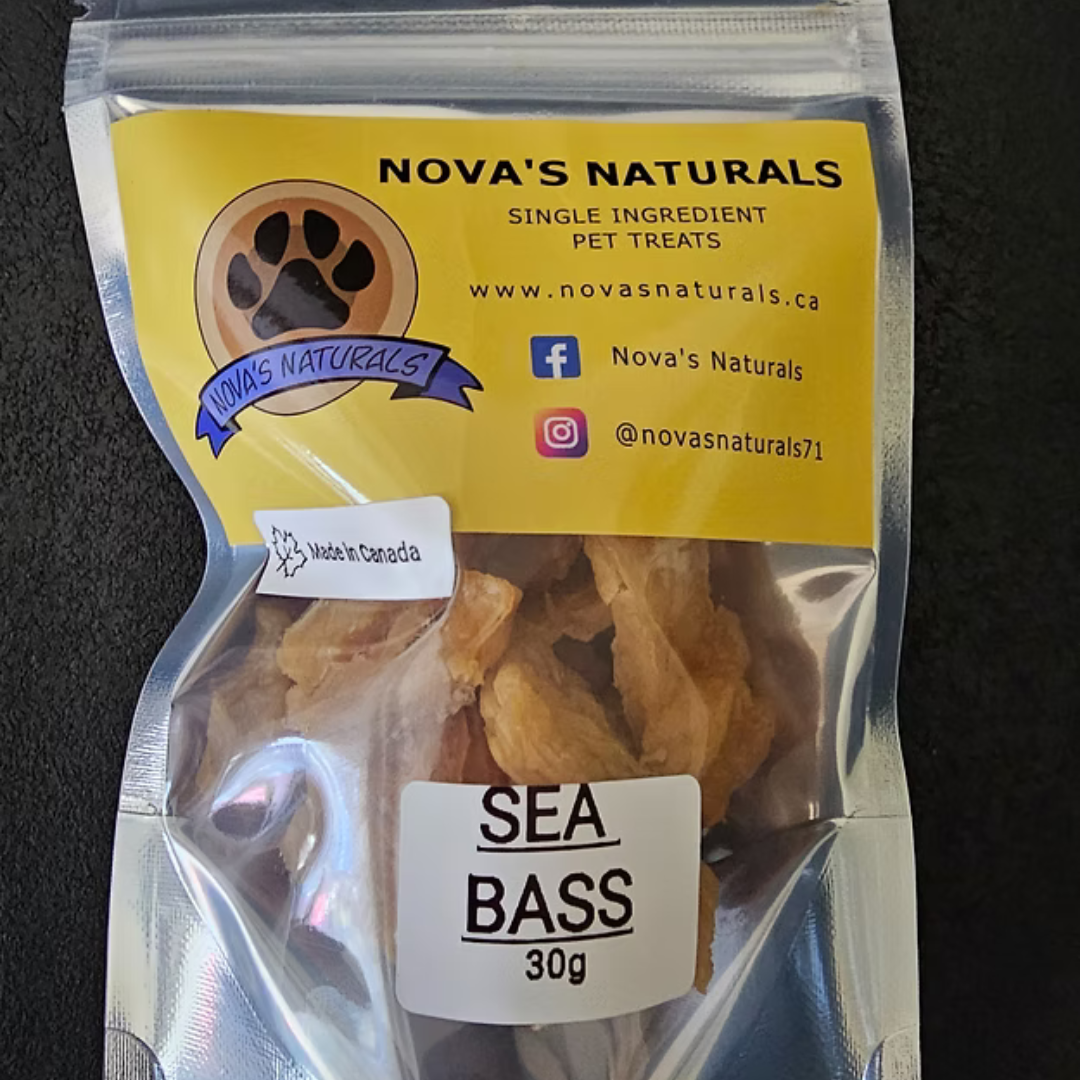 NOVA'S NATURALS
SINGLE INGREDIENT
PET TREATS
www.novasnaturals.ca
Nova's Naturals
@novasnaturals71
NOVA'S NATURALS
Made In Canada
SEA
BASS
30g